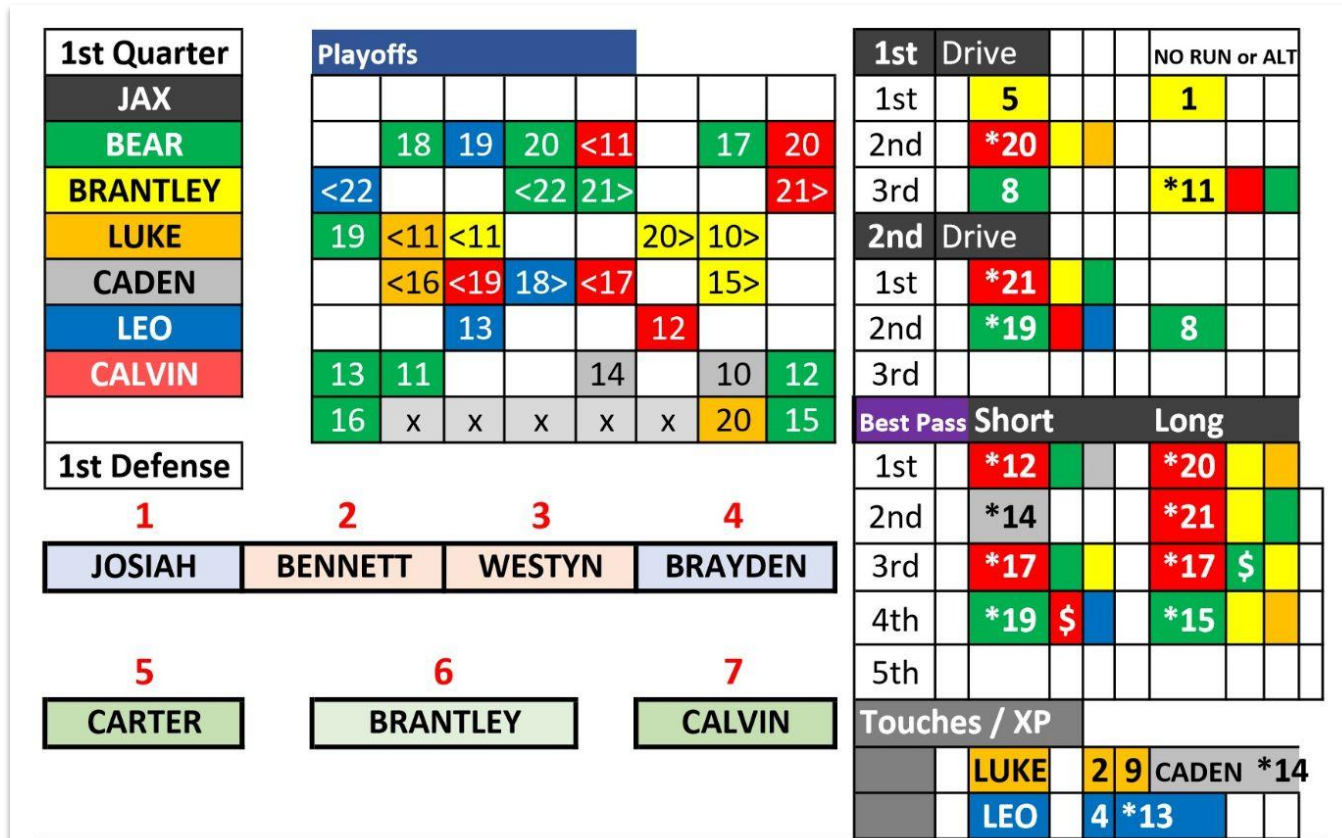 1st Quarter
JAX
BEAR
BRANTLEY
LUKE
CADEN
LEO
CALVIN
Playoffs
18 19 20 <11 17 20
<22 <22 21> 21>
19 <11 <11 20> 10>
<16 <19 18> <17 15>
13 12
13 11 14 10 12
16 x x x x x 20 15
1st Defense
1 2 3 4
JOSIAH BENNETT WESTYN BRAYDEN
5 6 7
CARTER BRANTLEY CALVIN
1st Drive NO RUN or ALT
1st 5 1
2nd *20
3rd 8 *11
2nd Drive
1st *21
2nd *19 8
3rd
Best Pass Short Long
1st *12 *20
2nd *14 *21
3rd *17 *17 $
4th *19 $ *15
5th
Touches / XP
LUKE 2 9 CADEN *14
LEO 4 *13